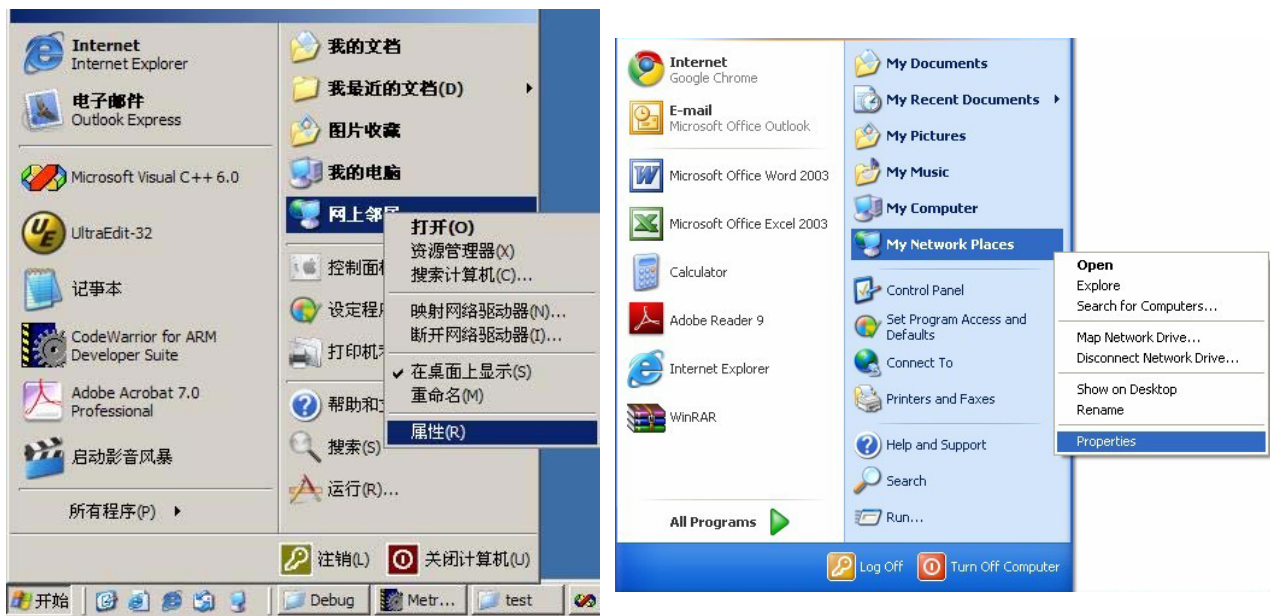 Internet
Internet Explorer
电子邮件
Outlook Express
Microsoft Visual C++ 6.0
UltraEdit-32
记事本
CodeWarrior for ARM
Developer Suite
Adobe Acrobat 7.0
Professional
启动影音风暴
所有程序(P)
我的文档
我最近的文档(D)
图片收藏
我的电脑
网上邻居
控制面
设定程
打印机
帮助和
搜索(S)
运行(R)...
打开(O)
资源管理器(X)
搜索计算机(C)...
映射网络驱动器(N)...
断开网络驱动器(I)...
在桌面上显示(S)
重命名(M)
属性(R)
注销(L)
关闭计算机(U)
开始
Debug
Metr...
test
Internet
Google Chrome
E-mail
Microsoft Office Outlook
Microsoft Office Word 2003
Microsoft Office Excel 2003
Calculator
Adobe Reader 9
Internet Explorer
WinRAR
All Programs
My Documents
My Recent Documents
My Pictures
My Music
My Computer
My Network Places
Control Panel
Set Program Access and
Defaults
Connect To
Printers and Faxes
Help and Support
Search
Run...
Open
Explore
Search for Computers...
Map Network Drive...
Disconnect Network Drive...
Show on Desktop
Rename
Properties
Log Off
Turn Off Computer